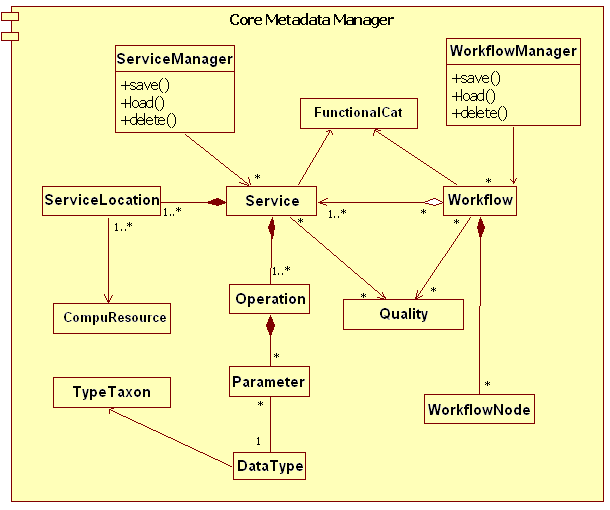 Core Metadata Manager
ServiceManager
+save()
+load()
+delete()
WorkflowManager
+save()
+load()
+delete()
FunctionalCat
*
*
ServiceLocation
Service
Workflow
1..*
1..*
*
1..*
*
*
1..*
Operation
*
*
CompuResource
Quality
*
Parameter
*
TypeTaxon
*
WorkflowNode
1
DataType